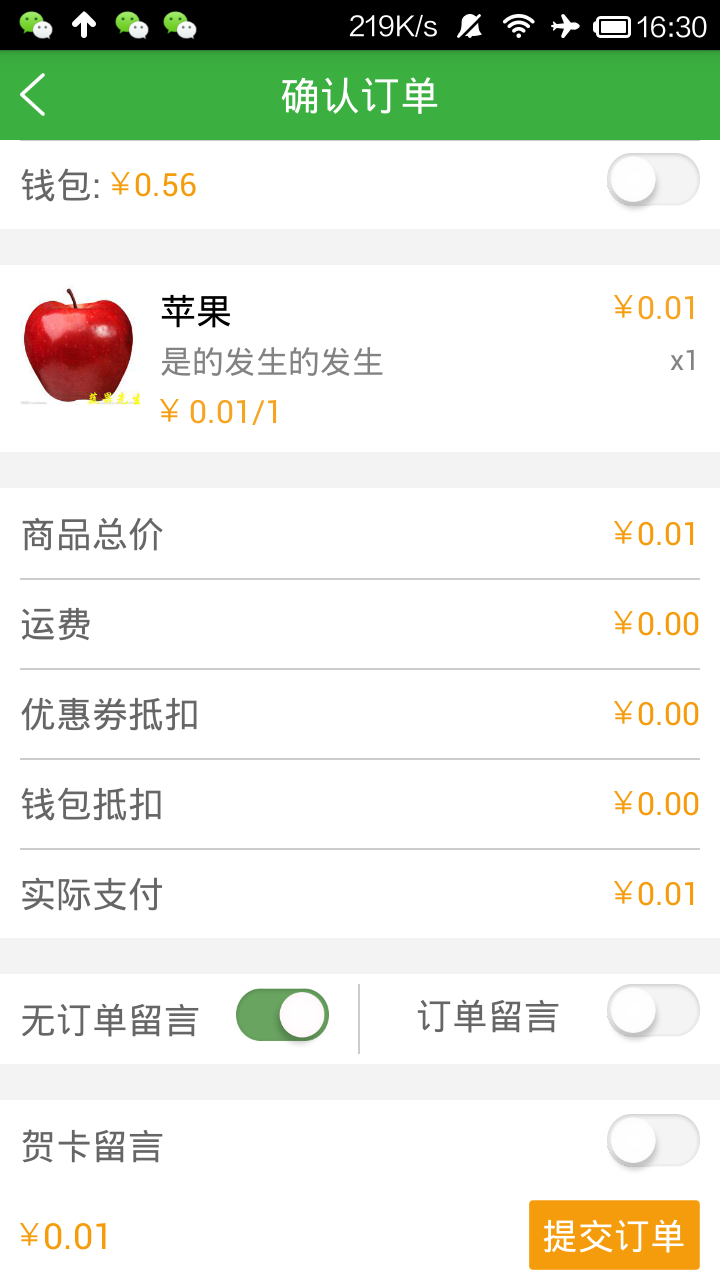 219K/s 16:30
确认订单
钱包: ￥0.56
苹果 ￥0.01
是的发生的发生 x1
￥ 0.01/1
商品总价 ￥0.01
运费 ￥0.00
优惠券抵扣 ￥0.00
钱包抵扣 ￥0.00
实际支付 ￥0.01
无订单留言 订单留言
贺卡留言
￥0.01 提交订单